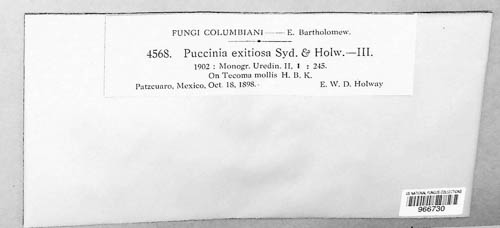 FUNGI COLUMBIANI — E. Bartholomew.
4568. Puccinia exitiosa Syd. & Holw.—III.
1902 : Monogr. Uredin. II, 1 : 245.
On Tecoma mollis H. B. K.
Patzcuaro, Mexico, Oct. 18, 1898. E. W. D. Holway
US NATIONAL FUNGUS COLLECTIONS
966730